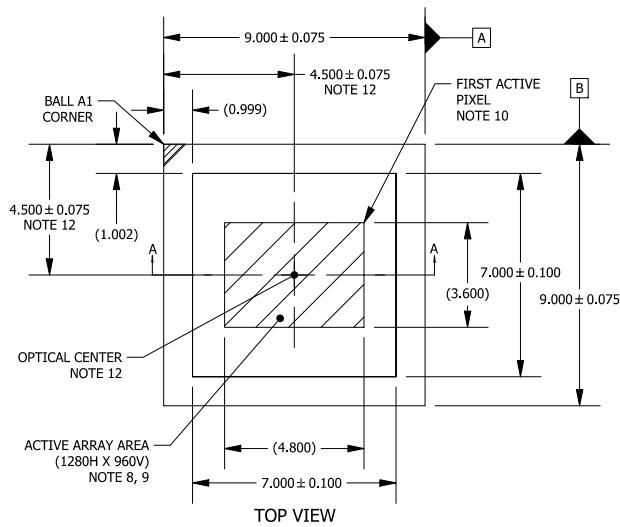 9.000 ± 0.075
A
4.500 ± 0.075
NOTE 12
BALL A1
CORNER
(0.999)
FIRST ACTIVE
PIXEL
NOTE 10
B
4.500 ± 0.075
NOTE 12
(1.002)
A
A
(3.600)
7.000 ± 0.100
9.000 ± 0.075
OPTICAL CENTER
NOTE 12
ACTIVE ARRAY AREA
(1280H X 960V)
NOTE 8, 9
(4.800)
7.000 ± 0.100
TOP VIEW